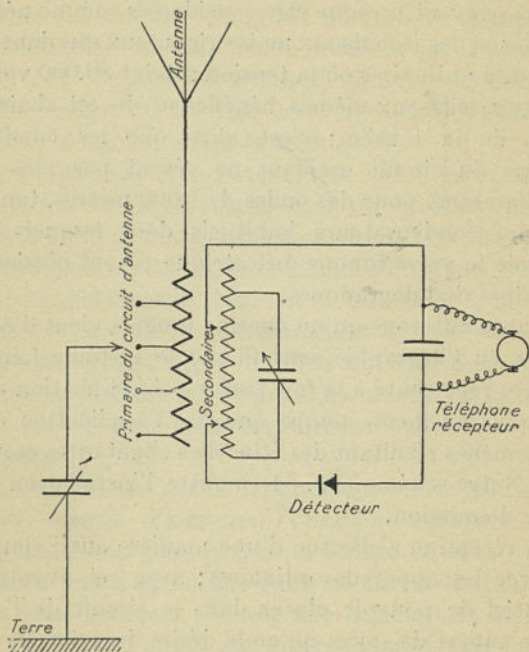 Antenne
Primaire du circuit d'antenne
Secondaire
Téléphone
récepteur
Détecteur
Terre